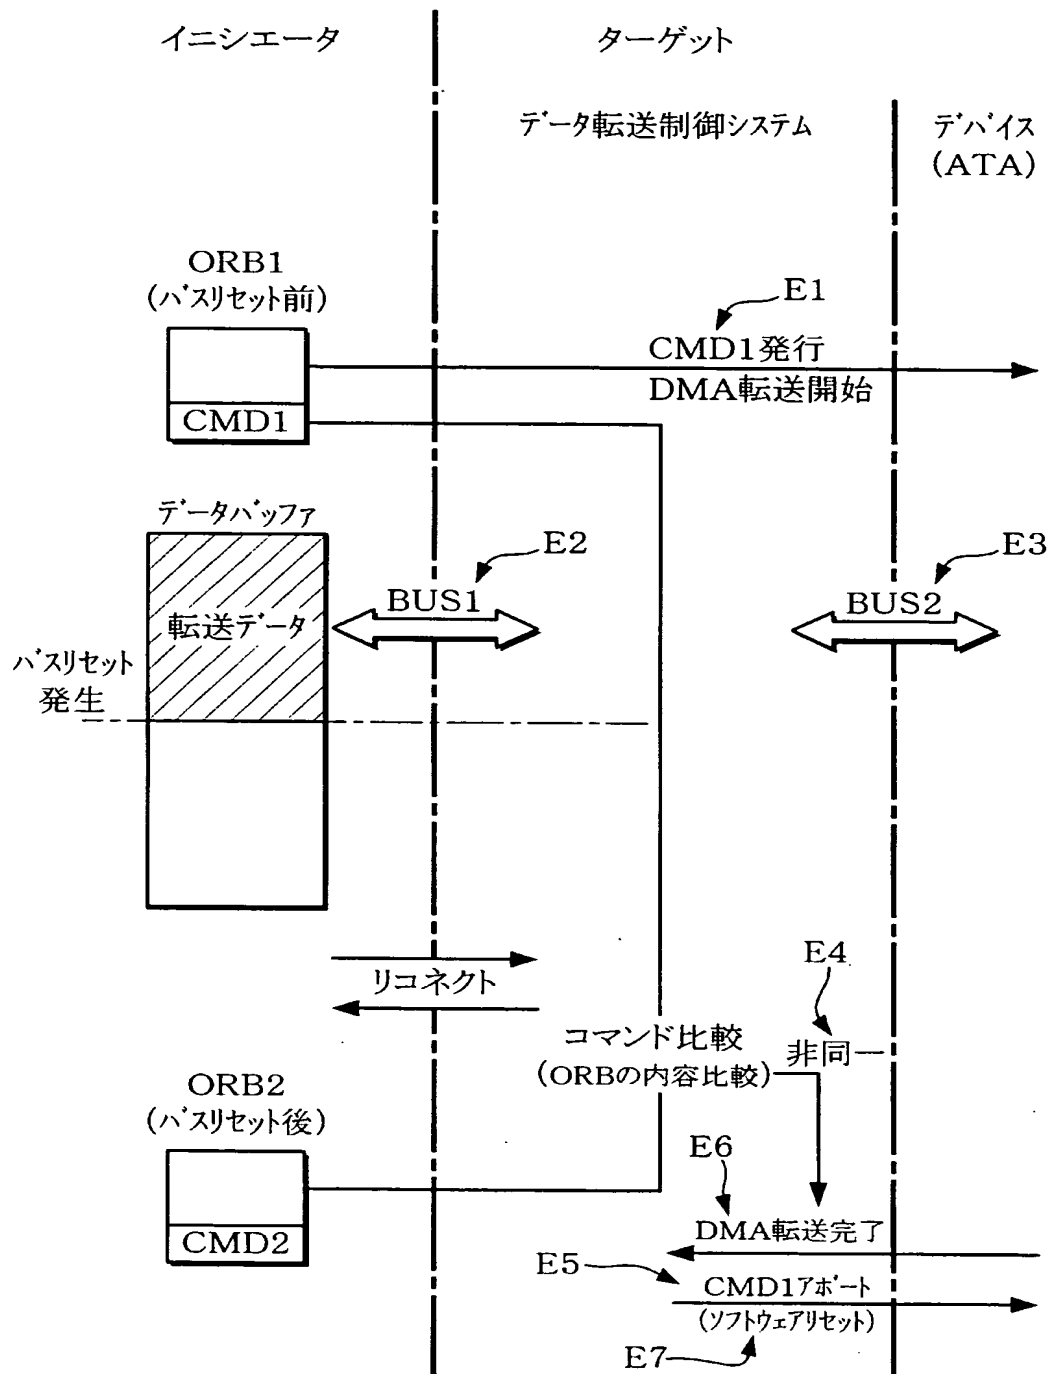 イニシエータ
ターゲット
データ転送制御システム
デバイス
(ATA)
ORB1
(バスリセット前)
E1
CMD1発行
DMA転送開始
CMD1
データバッファ
E2
E3
BUS1
BUS2
転送データ
バスリセット
発生
リコネクト
E4
コマンド比較
非同一
(ORBの内容比較)
ORB2
(バスリセット後)
E6
DMA転送完了
CMD2
E5
CMD1アボート
(ソフトウェアリセット)
E7